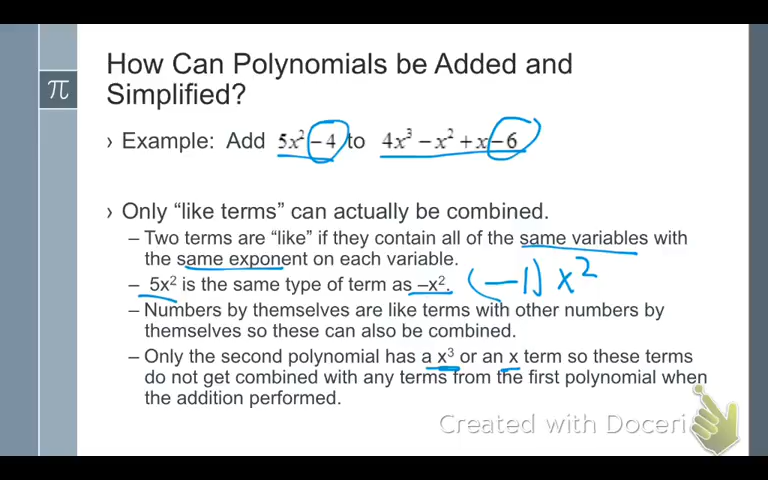 How Can Polynomials be Added and
Simplified?
π
› Example: Add 5x² – 4 to 4x³ – x² + x – 6
› Only “like terms” can actually be combined.
– Two terms are “like” if they contain all of the same variables with
the same exponent on each variable.
– 5x² is the same type of term as –x². (–1) x²
– Numbers by themselves are like terms with other numbers by
themselves so these can also be combined.
– Only the second polynomial has a x³ or an x term so these terms
do not get combined with any terms from the first polynomial when
the addition performed.
Created with Doceri